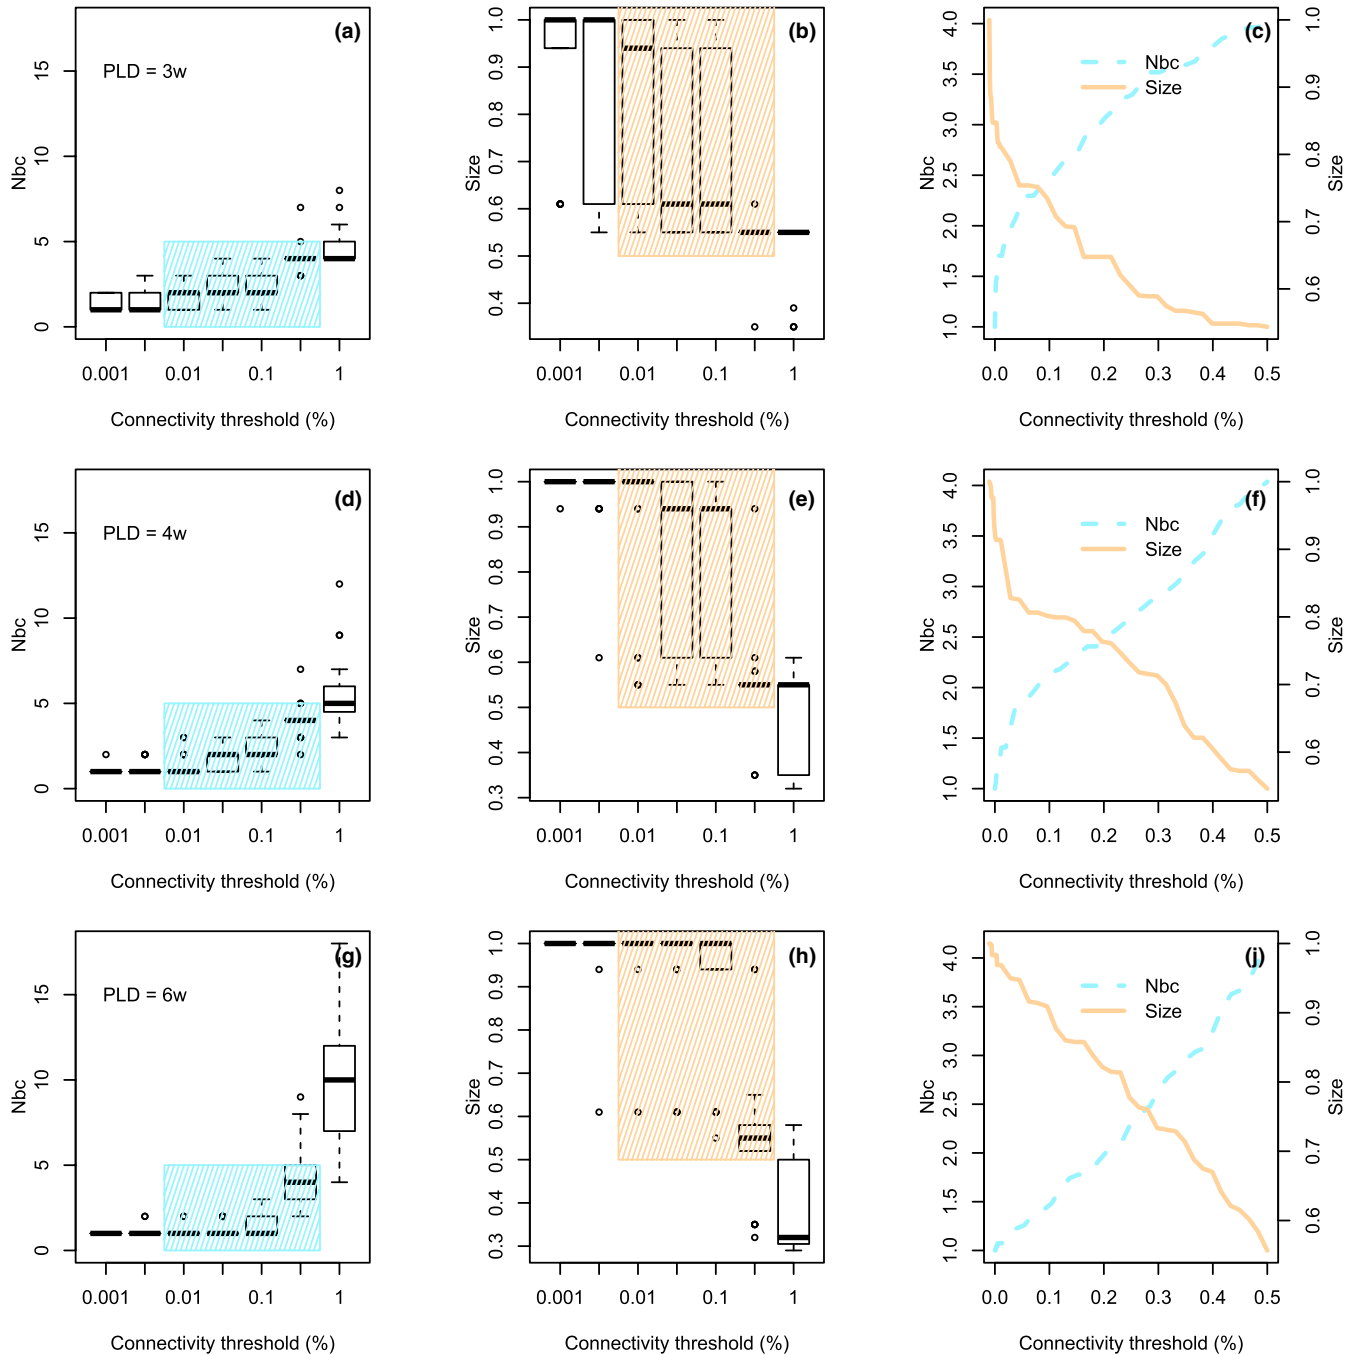 (a)
PLD = 3w
Nbc
0 5 10 15
0.001 0.01 0.1 1
Connectivity threshold (%)
(b)
Size
0.4 0.5 0.6 0.7 0.8 0.9 1.0
0.001 0.01 0.1 1
Connectivity threshold (%)
(c)
Nbc
Size
Nbc
1.0 1.5 2.0 2.5 3.0 3.5 4.0
Size
0.6 0.7 0.8 0.9 1.0
0.0 0.1 0.2 0.3 0.4 0.5
Connectivity threshold (%)
(d)
PLD = 4w
Nbc
0 5 10 15
0.001 0.01 0.1 1
Connectivity threshold (%)
(e)
Size
0.3 0.4 0.5 0.6 0.7 0.8 0.9 1.0
0.001 0.01 0.1 1
Connectivity threshold (%)
(f)
Nbc
Size
Nbc
1.0 1.5 2.0 2.5 3.0 3.5 4.0
Size
0.6 0.7 0.8 0.9 1.0
0.0 0.1 0.2 0.3 0.4 0.5
Connectivity threshold (%)
(g)
PLD = 6w
Nbc
0 5 10 15
0.001 0.01 0.1 1
Connectivity threshold (%)
(h)
Size
0.3 0.4 0.5 0.6 0.7 0.8 0.9 1.0
0.001 0.01 0.1 1
Connectivity threshold (%)
(j)
Nbc
Size
Nbc
1.0 1.5 2.0 2.5 3.0 3.5 4.0
Size
0.6 0.7 0.8 0.9 1.0
0.0 0.1 0.2 0.3 0.4 0.5
Connectivity threshold (%)